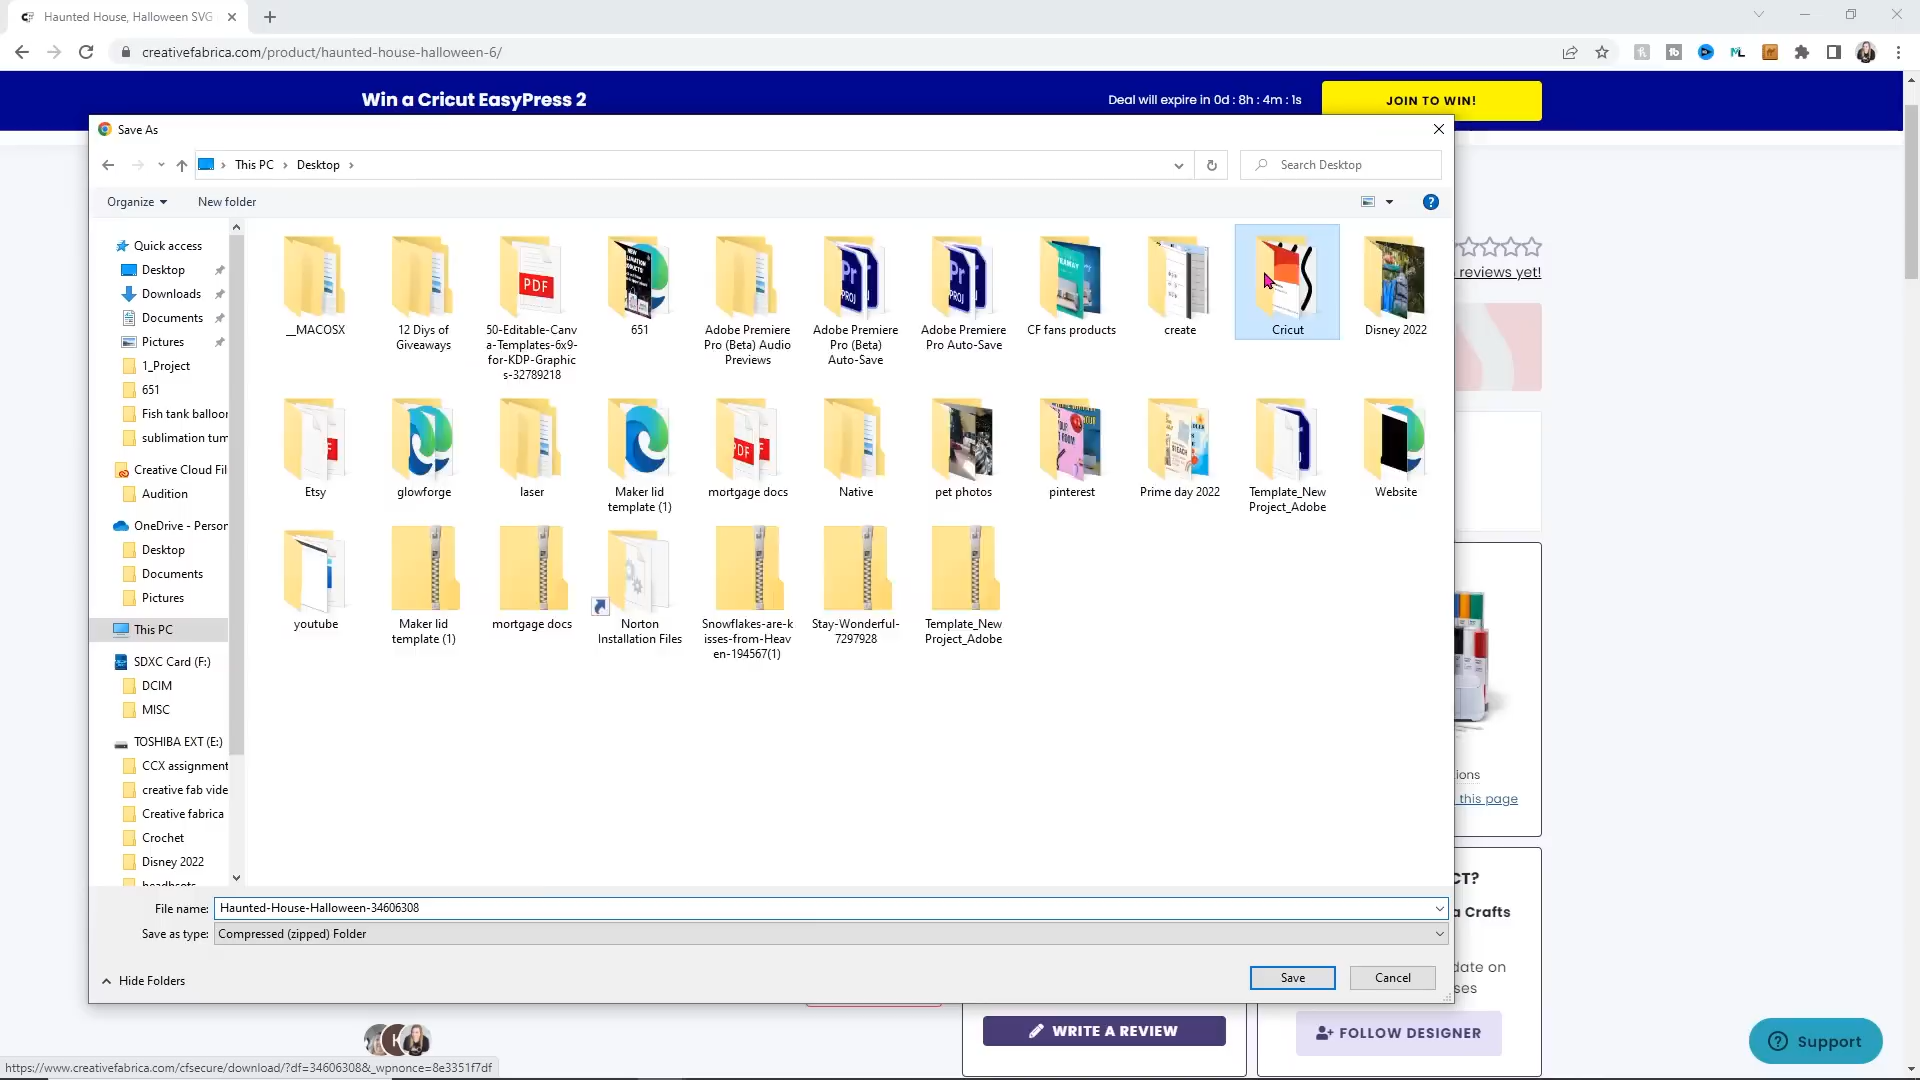 Haunted House, Halloween SVG
creativefabrica.com/product/haunted-house-halloween-6/
Win a Cricut EasyPress 2
Deal will expire in 0d : 8h : 4m : 1s
JOIN TO WIN!
Save As
This PC
Desktop
Search Desktop
Organize
New folder
Quick access
Desktop
Downloads
Documents
Pictures
1_Project
651
Fish tank balloor
sublimation tum
Creative Cloud Fil
Audition
OneDrive - Person
Desktop
Documents
Pictures
This PC
SDXC Card (F:)
DCIM
MISC
TOSHIBA EXT (E:)
CCX assignment
creative fab vide
Creative fabrica
Crochet
Disney 2022
__MACOSX
12 Diys of
Giveaways
PDF
50-Editable-Canv
a-Templates-6x9-
for-KDP-Graphic
s-32789218
651
Adobe Premiere
Pro (Beta) Audio
Previews
Adobe Premiere
Pro (Beta)
Auto-Save
Adobe Premiere
Pro Auto-Save
CF fans products
create
Cricut
Disney 2022
Etsy
glowforge
laser
Maker lid
template (1)
mortgage docs
Native
pet photos
pinterest
Prime day 2022
Template_New
Project_Adobe
Website
youtube
Maker lid
template (1)
mortgage docs
Norton
Installation Files
Snowflakes-are-k
isses-from-Heav
en-194567(1)
Stay-Wonderful-
7297928
Template_New
Project_Adobe
File name:
Haunted-House-Halloween-34606308
Save as type:
Compressed (zipped) Folder
Hide Folders
Save
Cancel
reviews yet!
ions
this page
CT?
a Crafts
date on
ses
WRITE A REVIEW
FOLLOW DESIGNER
Support
https://www.creativefabrica.com/cfsecure/download/?df=34606308&_wpnonce=8e3351f7df